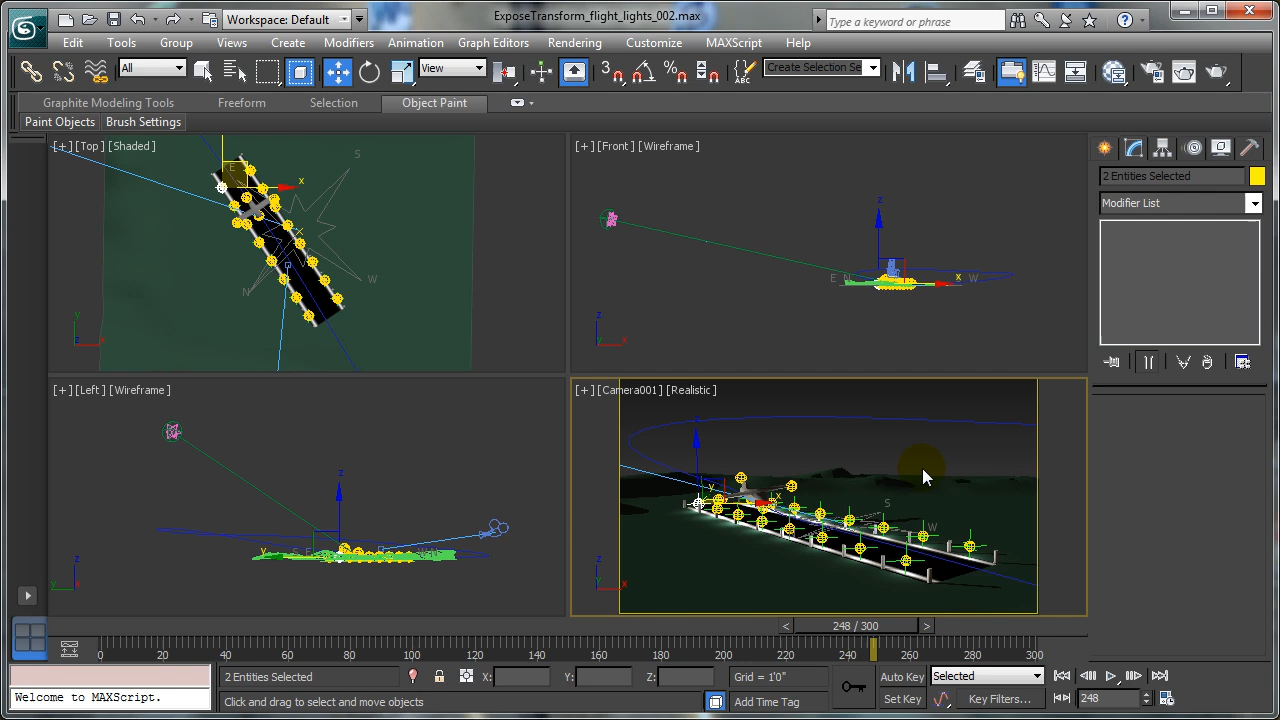 Workspace: Default
ExposeTransform_flight_lights_002.max
Type a keyword or phrase
Edit Tools Group Views Create Modifiers Animation Graph Editors Rendering Customize MAXScript Help
All
View
3
ABC
Create Selection Se
Graphite Modeling Tools Freeform Selection Object Paint
Paint Objects Brush Settings
[+] [Top] [Shaded]
E
S
x
N
W
y
z
x
[+] [Front] [Wireframe]
z
E N
x
W
z
y
x
2 Entities Selected
Modifier List
[+] [Left] [Wireframe]
z
y
S E
z
y
x
[+] [Camera001] [Realistic]
z
y
x
S
W
z
y
x
< 248 / 300 >
0 20 40 60 80 100 120 140 160 180 200 220 240 260 280 300
Welcome to MAXScript.
2 Entities Selected
X: Y: Z:
Grid = 1'0"
Auto Key
Selected
Click and drag to select and move objects
Add Time Tag
Set Key
Key Filters...
248